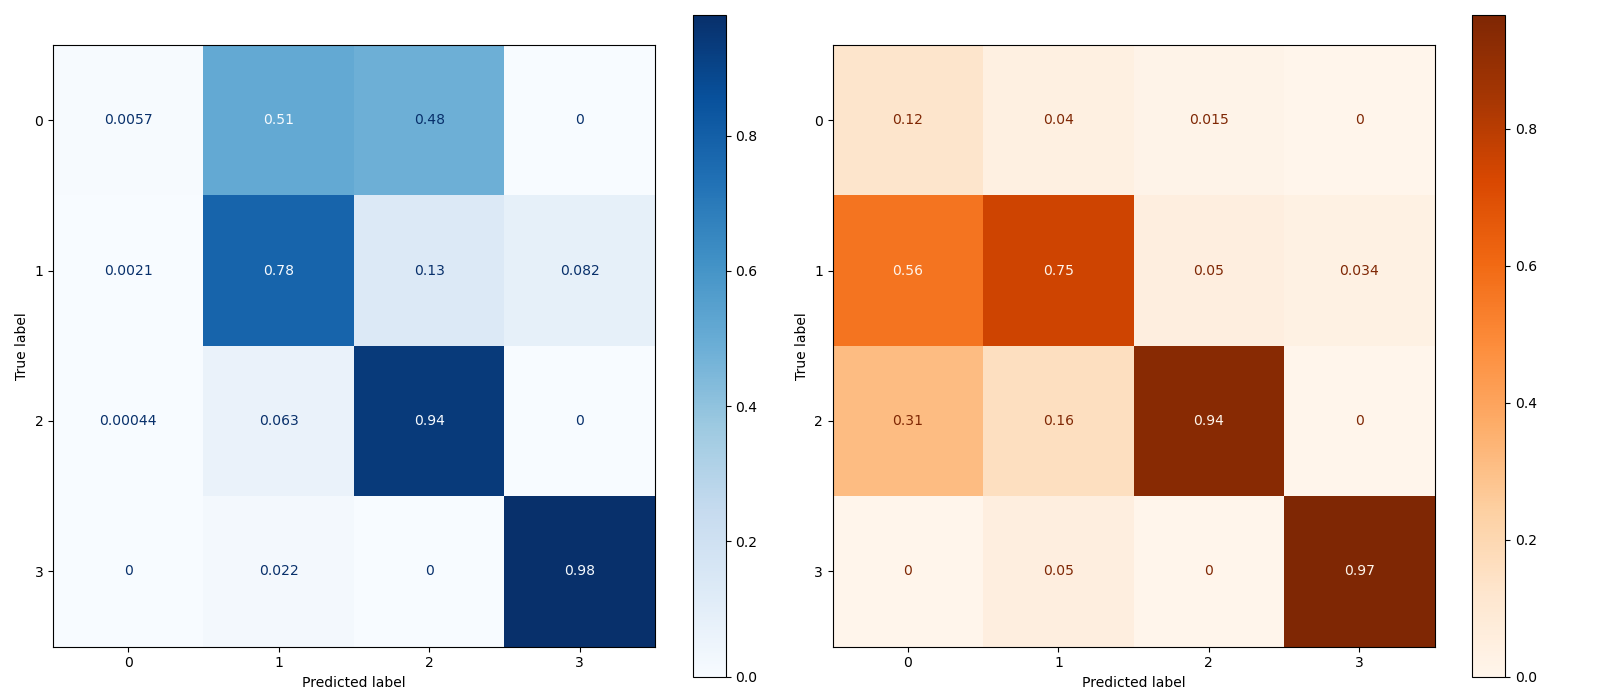 0 0.0057 0.51 0.48 0
1 0.0021 0.78 0.13 0.082
2 0.00044 0.063 0.94 0
3 0 0.022 0 0.98
0 1 2 3
Predicted label
True label
0.8
0.6
0.4
0.2
0.0
0 0.12 0.04 0.015 0
1 0.56 0.75 0.05 0.034
2 0.31 0.16 0.94 0
3 0 0.05 0 0.97
0 1 2 3
Predicted label
True label
0.8
0.6
0.4
0.2
0.0